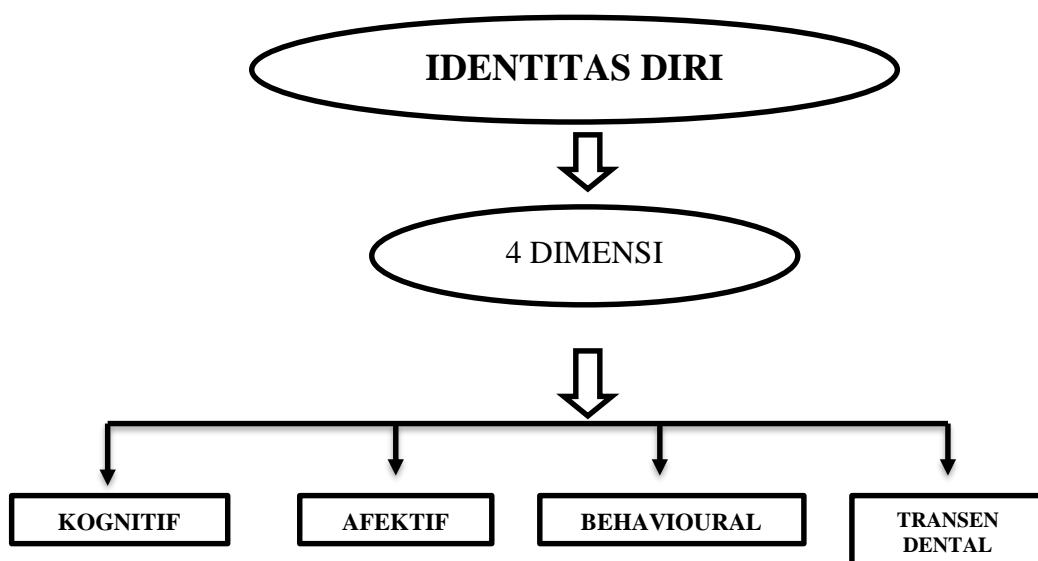 IDENTITAS DIRI
4 DIMENSI
KOGNITIF
AFEKTIF
BEHAVIOURAL
TRANSEN
DENTAL